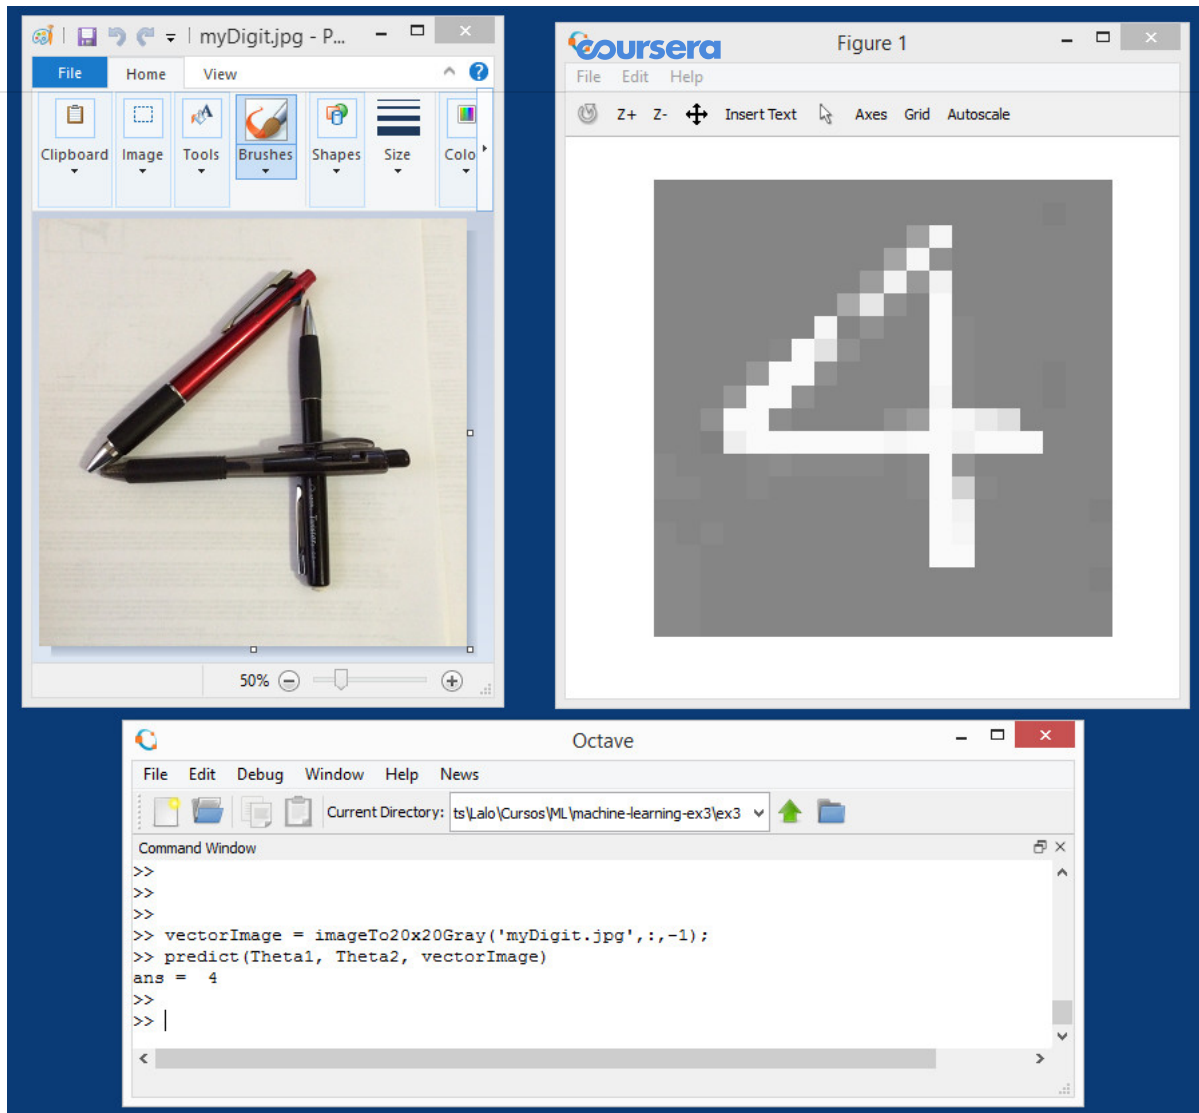 myDigit.jpg - P...
File Home View
Clipboard Image Tools Brushes Shapes Size Colo
50%
coursera
Figure 1
File Edit Help
Z+ Z- Insert Text Axes Grid Autoscale
Octave
File Edit Debug Window Help News
Current Directory: ts\Lalo\Cursos\ML\machine-learning-ex3\ex3
Command Window
>>
>>
>>
>> vectorImage = imageTo20x20Gray('myDigit.jpg',:,-1);
>> predict(Theta1, Theta2, vectorImage)
ans =  4
>>
>>